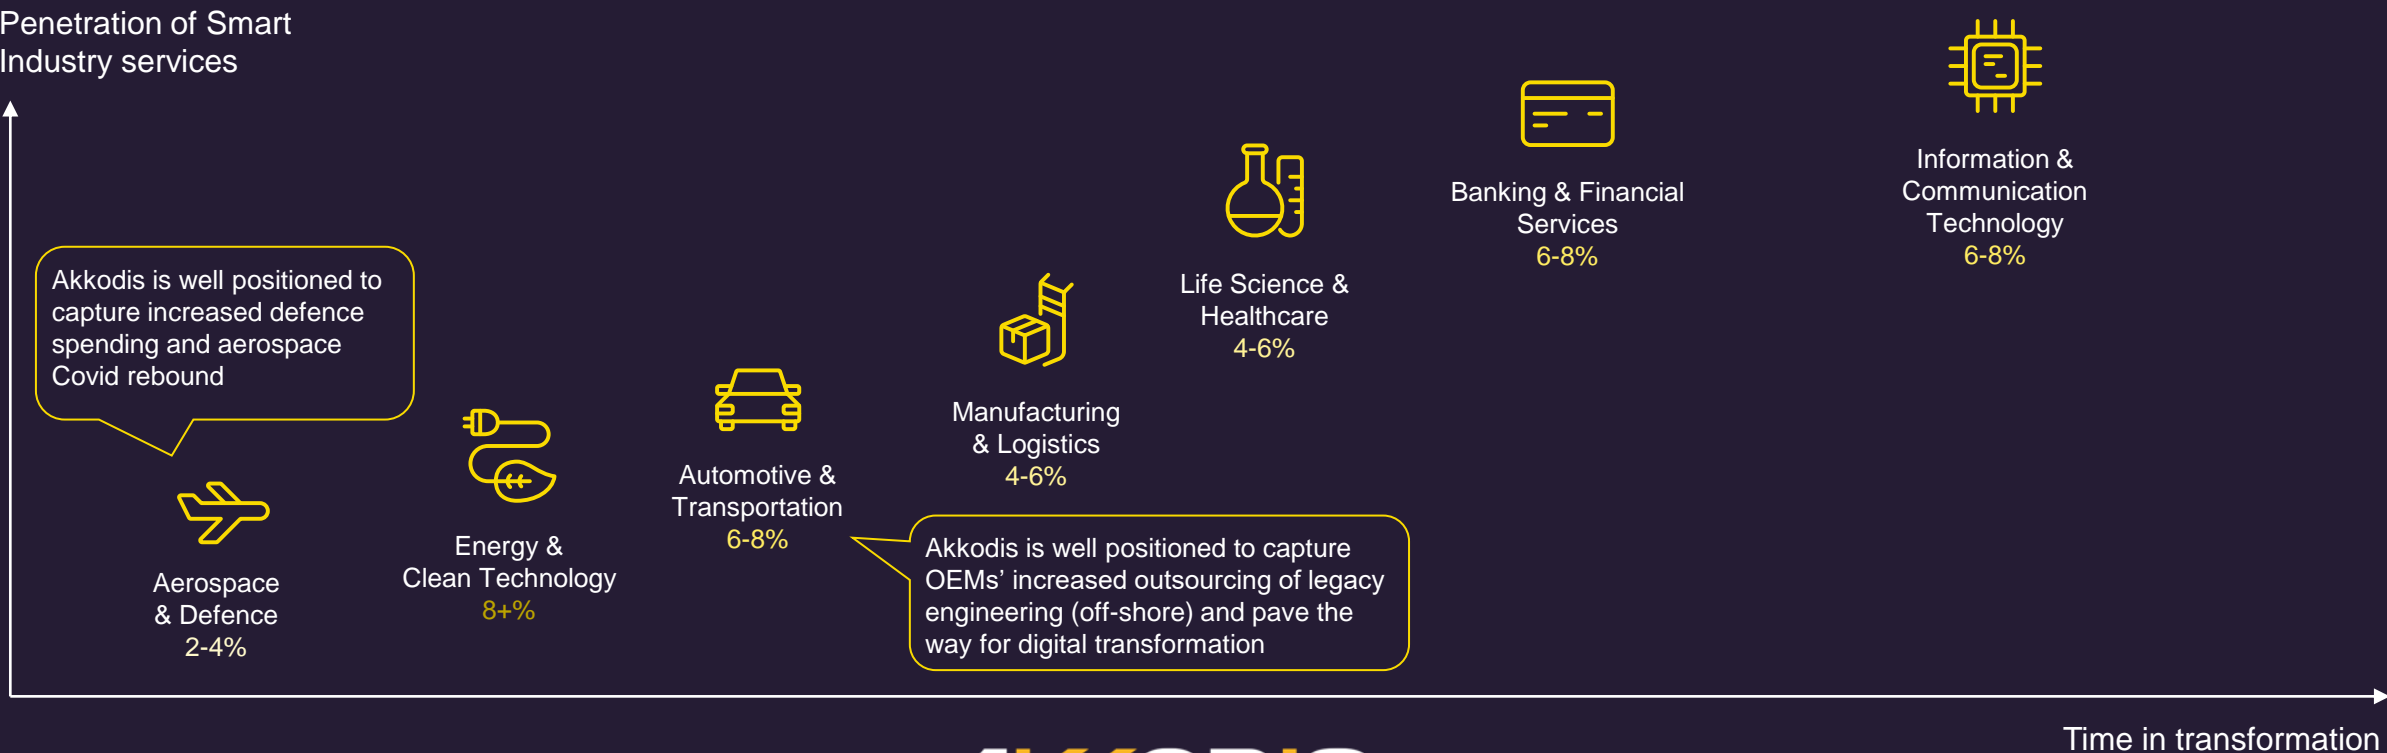 Penetration of Smart
Industry services
Information &
Communication
Technology
6-8%
Banking & Financial
Services
6-8%
Life Science &
Healthcare
4-6%
Akkodis is well positioned to
capture increased defence
spending and aerospace
Covid rebound
Manufacturing
& Logistics
4-6%
Automotive &
Transportation
6-8%
Energy &
Clean Technology
8+%
Aerospace
& Defence
2-4%
Akkodis is well positioned to capture
OEMs’ increased outsourcing of legacy
engineering (off-shore) and pave the
way for digital transformation
Time in transformation